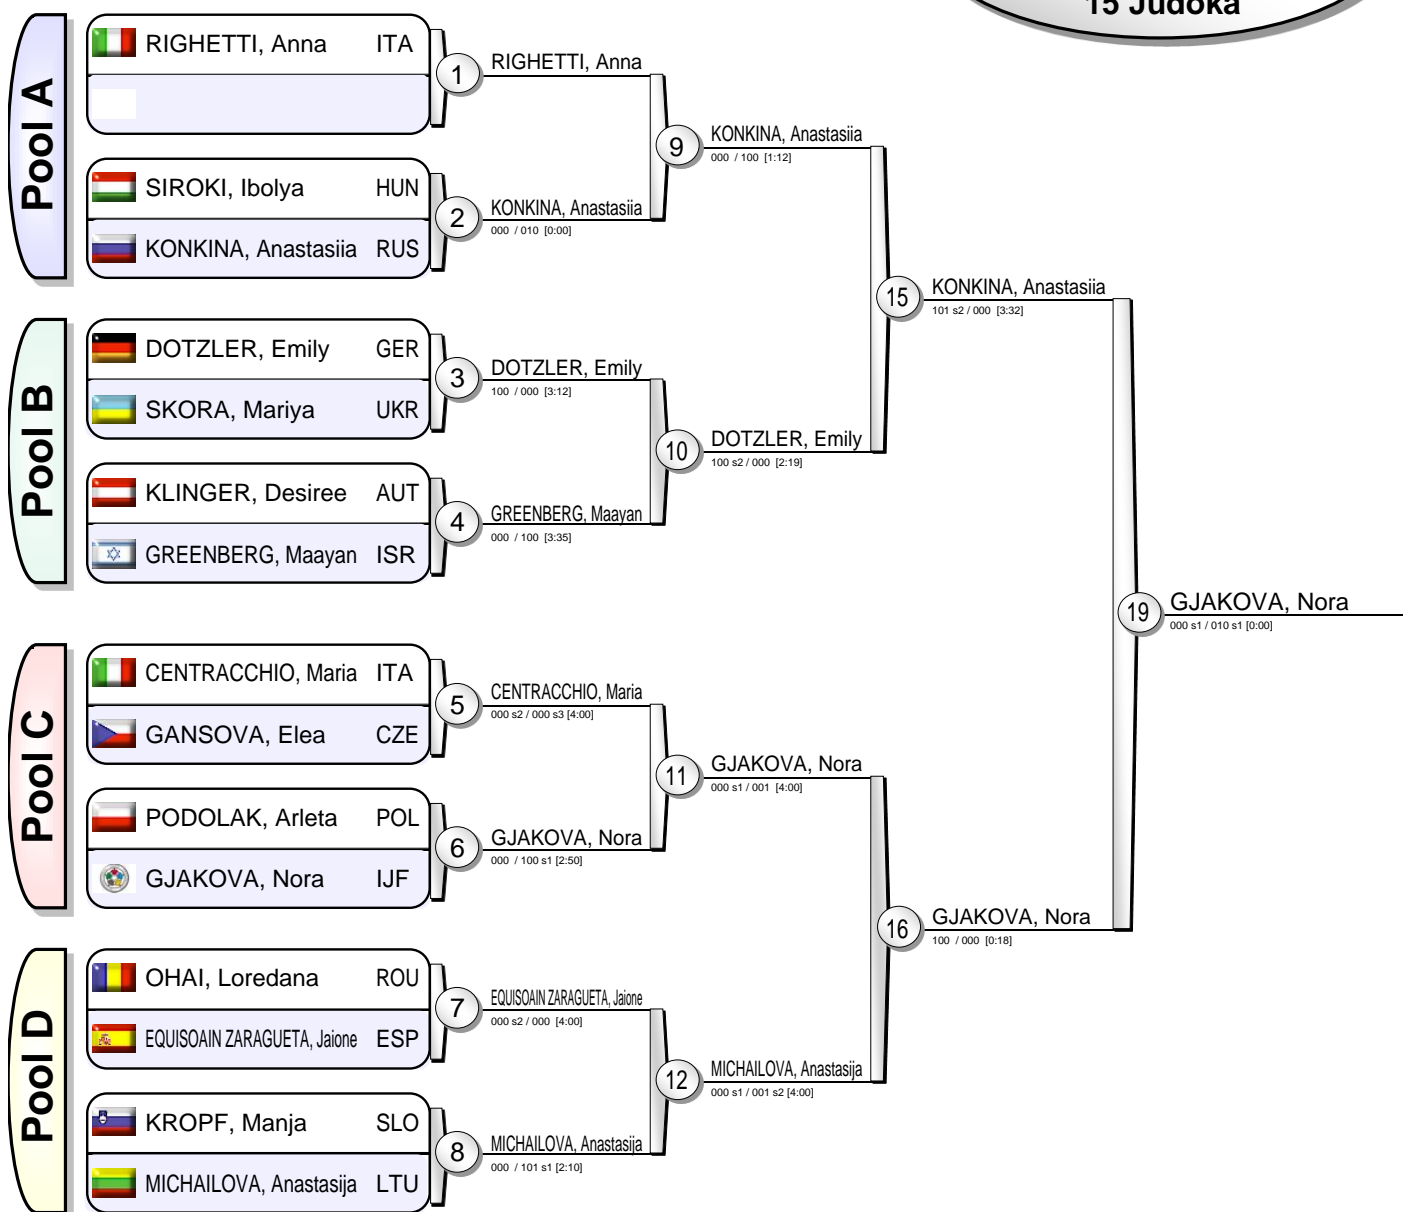 15 Judoka
Pool A
RIGHETTI, Anna ITA
SIROKI, Ibolya HUN
KONKINA, Anastasiia RUS
Pool B
DOTZLER, Emily GER
SKORA, Mariya UKR
KLINGER, Desiree AUT
GREENBERG, Maayan ISR
Pool C
CENTRACCHIO, Maria ITA
GANSOVA, Elea CZE
PODOLAK, Arleta POL
GJAKOVA, Nora IJF
Pool D
OHAI, Loredana ROU
EQUISOAIN ZARAGUETA, Jaione ESP
KROPF, Manja SLO
MICHAILOVA, Anastasija LTU
1 RIGHETTI, Anna
2 KONKINA, Anastasiia
000 / 010 [0:00]
3 DOTZLER, Emily
100 / 000 [3:12]
4 GREENBERG, Maayan
000 / 100 [3:35]
5 CENTRACCHIO, Maria
000 s2 / 000 s3 [4:00]
6 GJAKOVA, Nora
000 / 100 s1 [2:50]
7 EQUISOAIN ZARAGUETA, Jaione
000 s2 / 000 [4:00]
8 MICHAILOVA, Anastasija
000 / 101 s1 [2:10]
9 KONKINA, Anastasiia
000 / 100 [1:12]
10 DOTZLER, Emily
100 s2 / 000 [2:19]
11 GJAKOVA, Nora
000 s1 / 001 [4:00]
12 MICHAILOVA, Anastasija
000 s1 / 001 s2 [4:00]
15 KONKINA, Anastasiia
101 s2 / 000 [3:32]
16 GJAKOVA, Nora
100 / 000 [0:18]
19 GJAKOVA, Nora
000 s1 / 010 s1 [0:00]